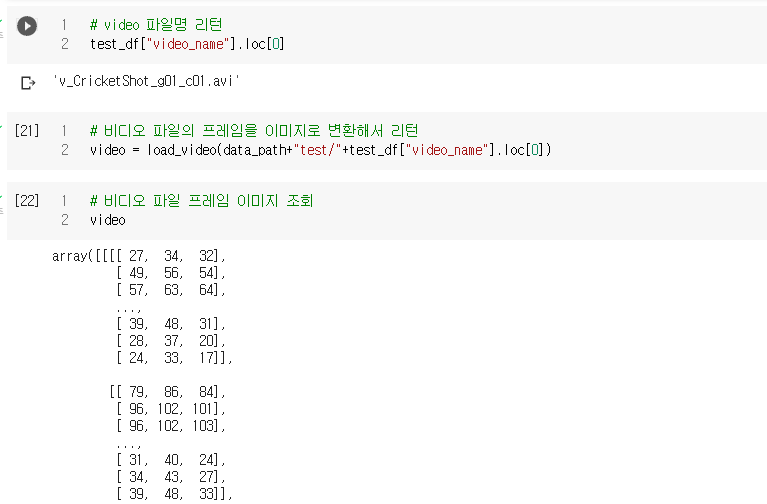 1 # video 파일명 리턴
2 test_df["video_name"].loc[0]
'v_CricketShot_g01_c01.avi'
[21] 1 # 비디오 파일의 프레임을 이미지로 변환해서 리턴
2 video = load_video(data_path+"test/"+test_df["video_name"].loc[0])
[22] 1 # 비디오 파일 프레임 이미지 조회
2 video
array([[[[ 27, 34, 32],
[ 49, 56, 54],
[ 57, 63, 64],
...,
[ 39, 48, 31],
[ 28, 37, 20],
[ 24, 33, 17]],
[[ 79, 86, 84],
[ 96, 102, 101],
[ 96, 102, 103],
...,
[ 31, 40, 24],
[ 34, 43, 27],
[ 39, 48, 33]],